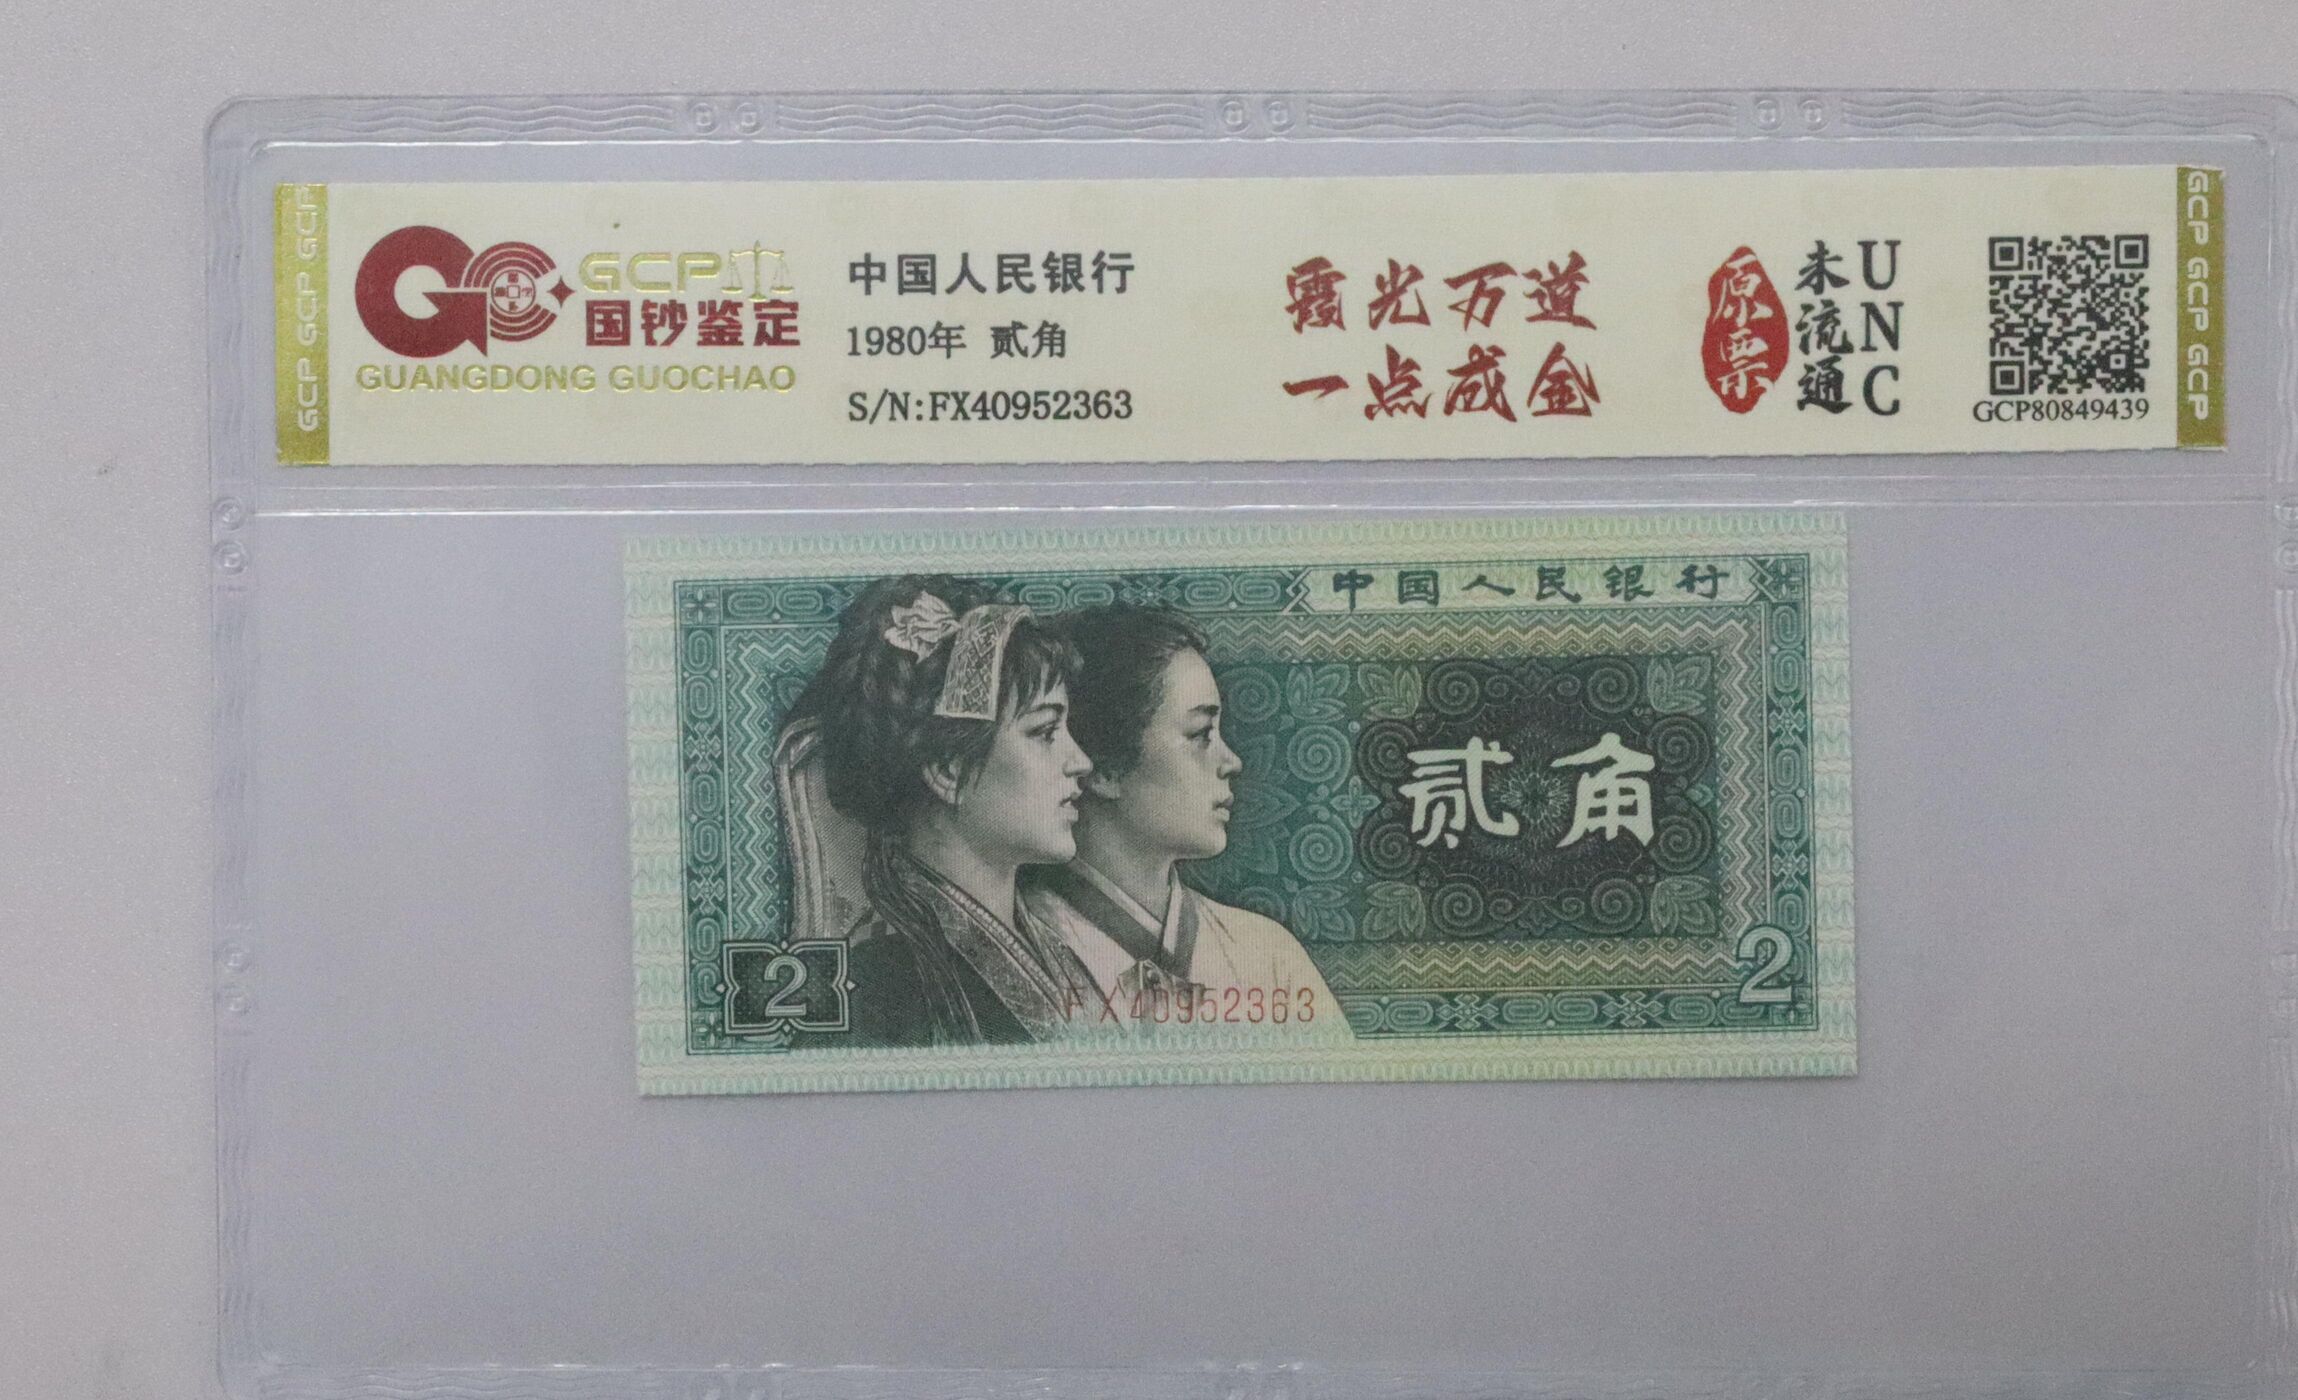 GCP GCP GCP
GCP
国钞鉴定
GUANGDONG GUOCHAO
中国人民银行
1980年 贰角
S/N:FX40952363
霞光万道
一点成金
原票
未流通
UNC
GCP80849439
GCP GCP GCP
中国人民银行
贰角
2
2
FX40952363